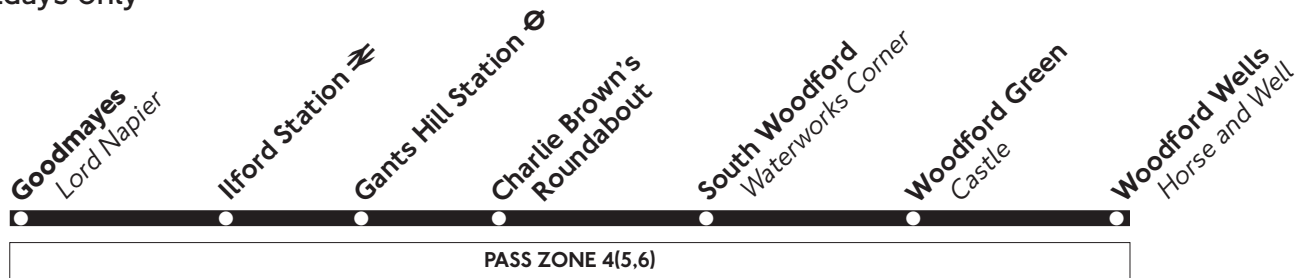 days only
Goodmayes
Lord Napier
Ilford Station
Gants Hill Station
Charlie Brown's
Roundabout
South Woodford
Waterworks Corner
Woodford Green
Castle
Woodford Wells
Horse and Well
PASS ZONE 4(5,6)